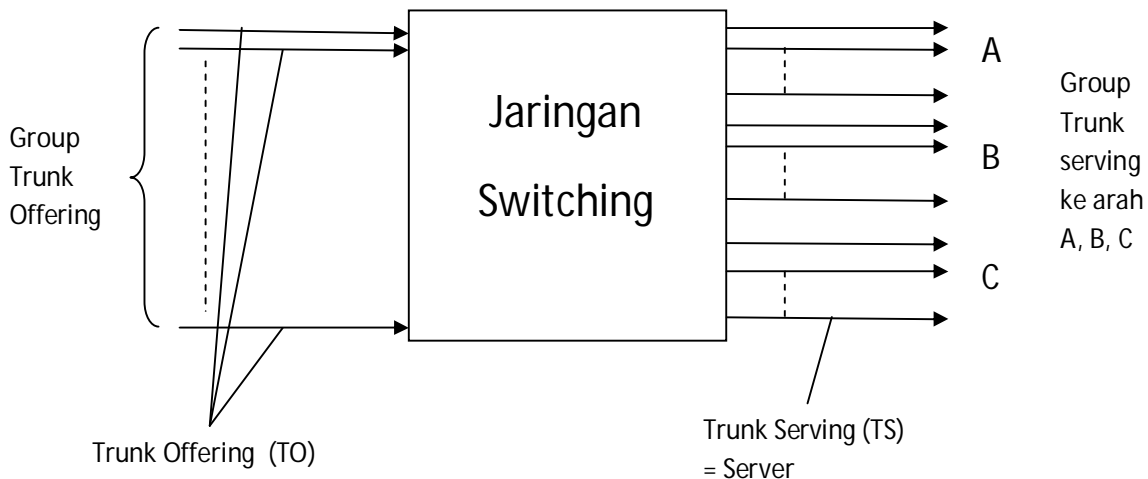 Group
Trunk
Offering
Jaringan
Switching
A
B
C
Group
Trunk
serving
ke arah
A, B, C
Trunk Offering (TO)
Trunk Serving (TS)
= Server